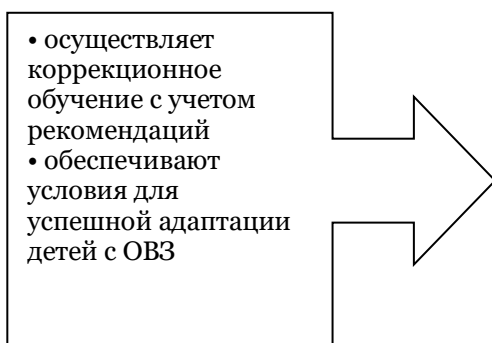 • осуществляет
коррекционное
обучение с учетом
рекомендаций
• обеспечивают
условия для
успешной адаптации
детей с ОВЗ